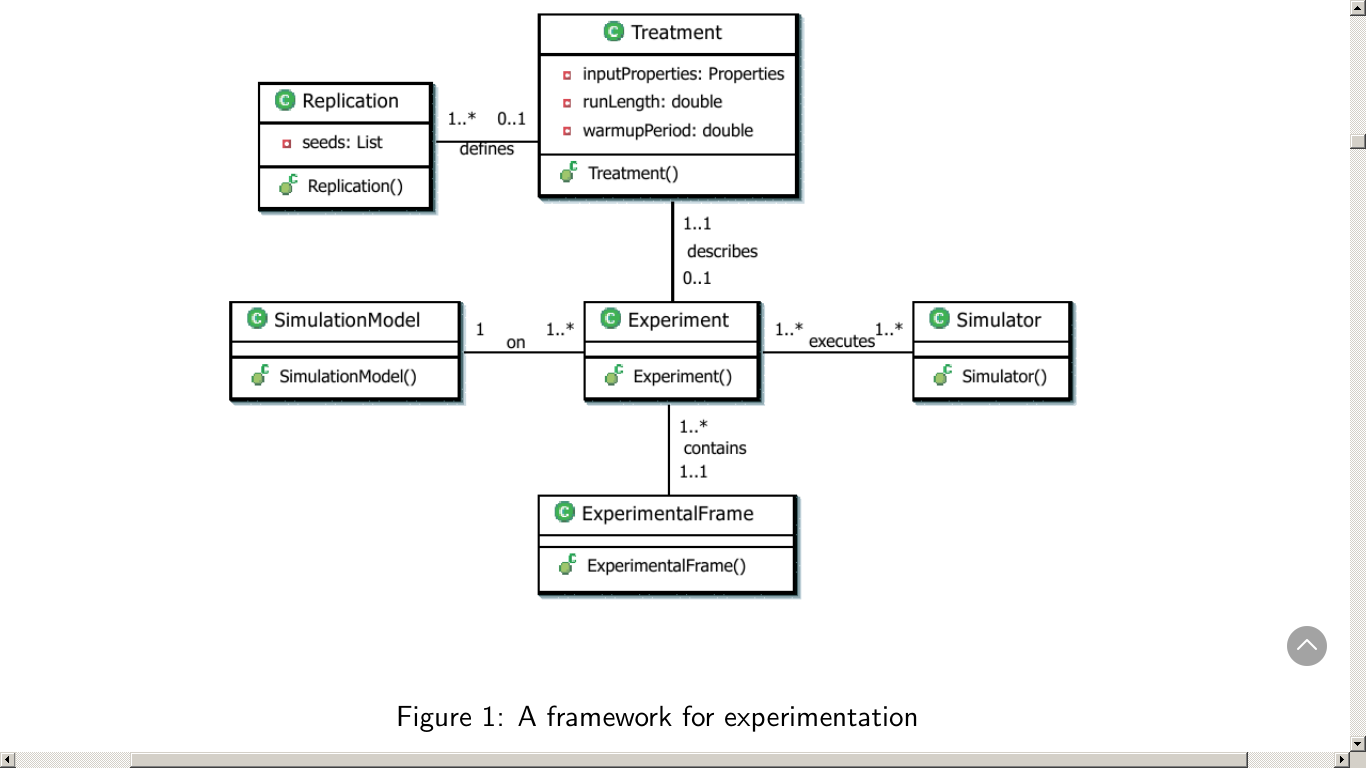 C Treatment
inputProperties: Properties
runLength: double
warmupPeriod: double
C Treatment()
C Replication
seeds: List
C Replication()
1..* 0..1
defines
1..1
describes
0..1
C SimulationModel
C SimulationModel()
1 1..*
on
C Experiment
C Experiment()
1..* 1..*
executes
C Simulator
C Simulator()
1..*
contains
1..1
C ExperimentalFrame
C ExperimentalFrame()
Figure 1: A framework for experimentation